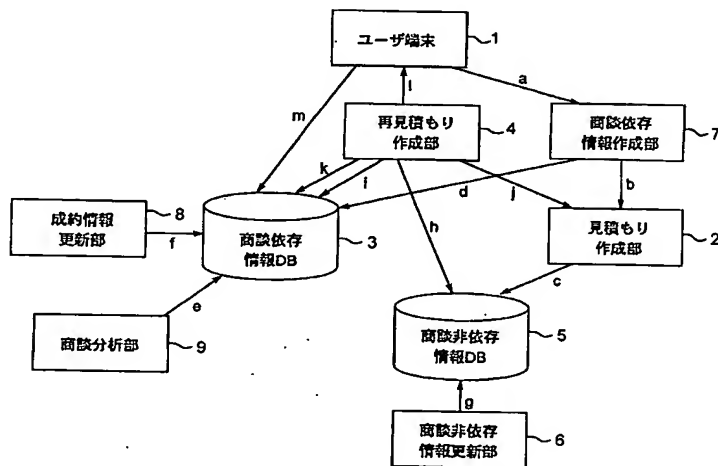 ユーザ端末
1
a
l
m
再見積もり
作成部
4
商談依存
情報作成部
7
k
i
d
j
b
成約情報
更新部
8
f
商談依存
情報DB
3
h
見積もり
作成部
2
c
e
商談分析部
9
商談非依存
情報DB
5
g
商談非依存
情報更新部
6